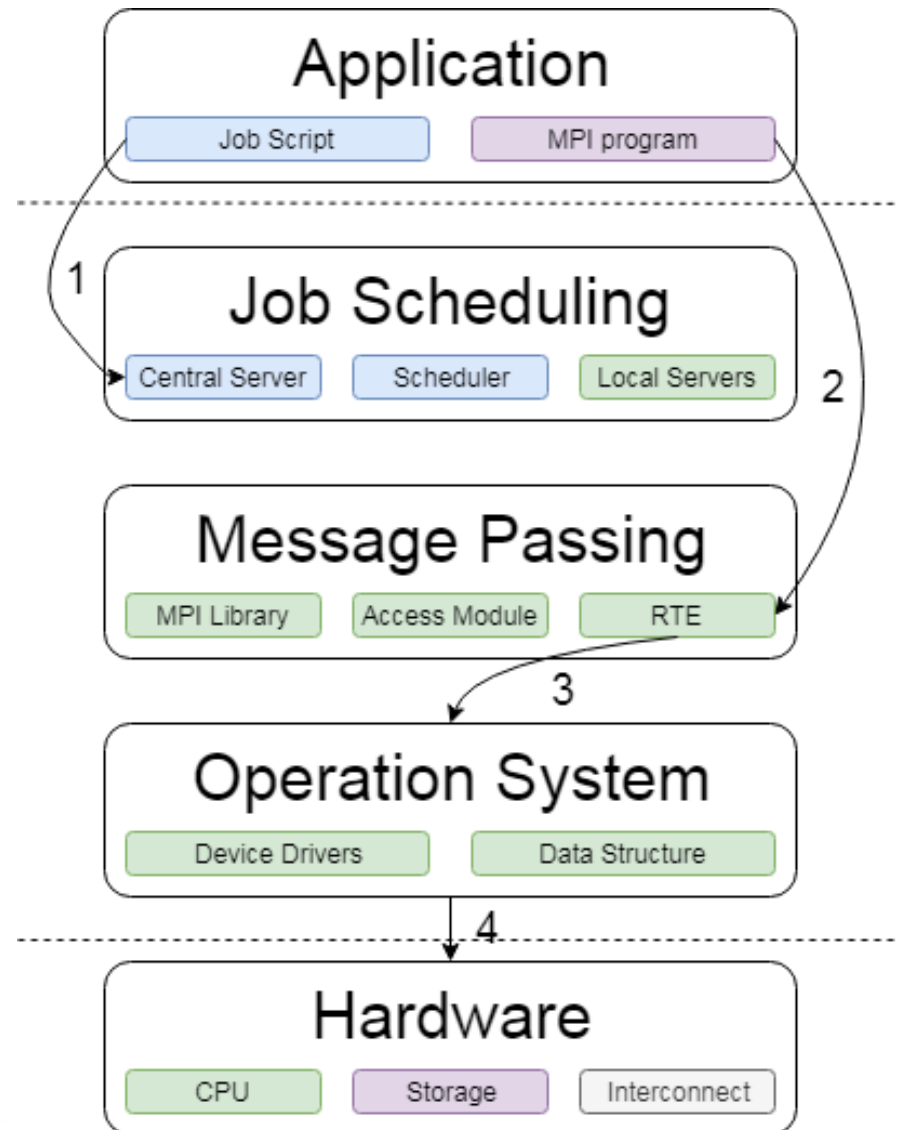 Application
Job Script
MPI program
1
Job Scheduling
Central Server
Scheduler
Local Servers
2
Message Passing
MPI Library
Access Module
RTE
3
Operation System
Device Drivers
Data Structure
4
Hardware
CPU
Storage
Interconnect